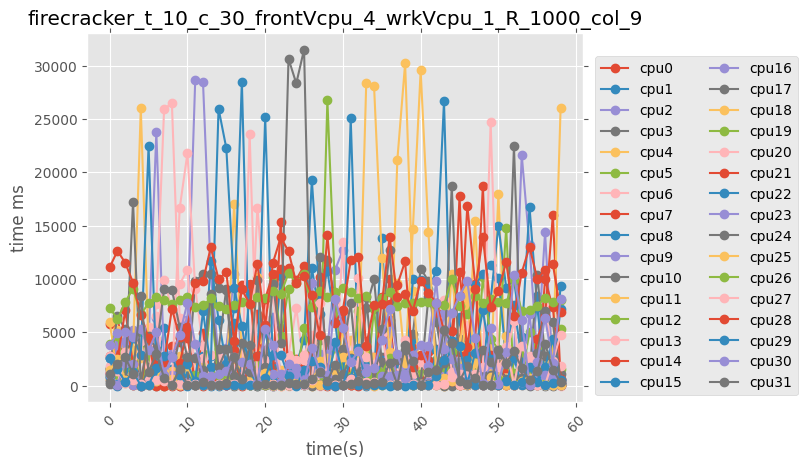 firecracker_t_10_c_30_frontVcpu_4_wrkVcpu_1_R_1000_col_9
time ms
30000
25000
20000
15000
10000
5000
0
0
10
20
30
40
50
60
time(s)
cpu0
cpu1
cpu2
cpu3
cpu4
cpu5
cpu6
cpu7
cpu8
cpu9
cpu10
cpu11
cpu12
cpu13
cpu14
cpu15
cpu16
cpu17
cpu18
cpu19
cpu20
cpu21
cpu22
cpu23
cpu24
cpu25
cpu26
cpu27
cpu28
cpu29
cpu30
cpu31